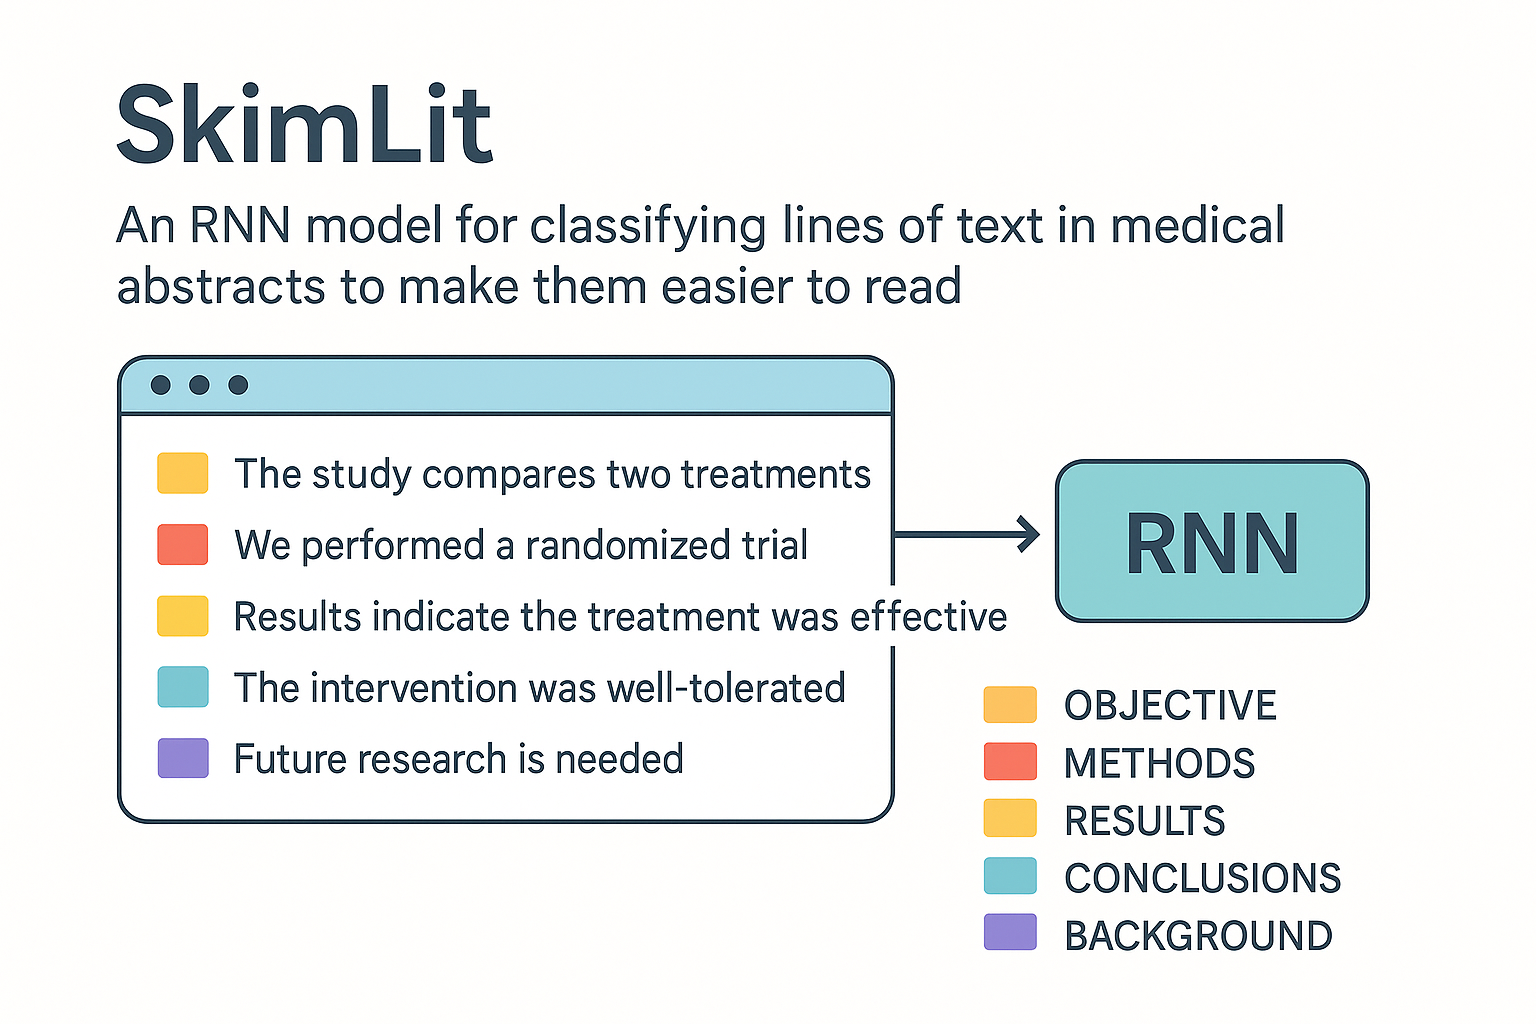 SkimLit
An RNN model for classifying lines of text in medical
abstracts to make them easier to read
The study compares two treatments
We performed a randomized trial
Results indicate the treatment was effective
The intervention was well-tolerated
Future research is needed
RNN
OBJECTIVE
METHODS
RESULTS
CONCLUSIONS
BACKGROUND